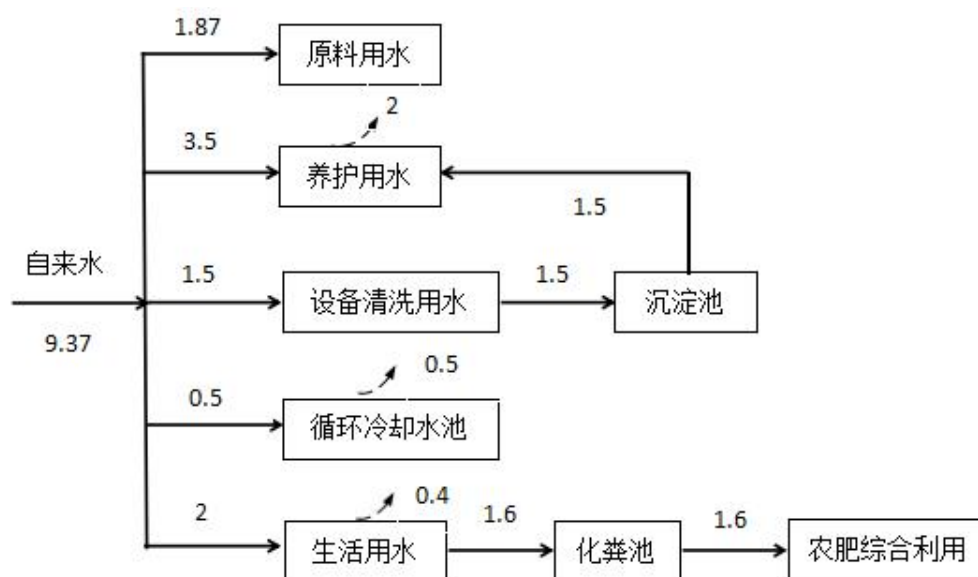 1.87
原料用水
2
3.5
养护用水
1.5
自来水
9.37
1.5
设备清洗用水
1.5
沉淀池
0.5
0.5
循环冷却水池
2
0.4
生活用水
1.6
化粪池
1.6
农肥综合利用